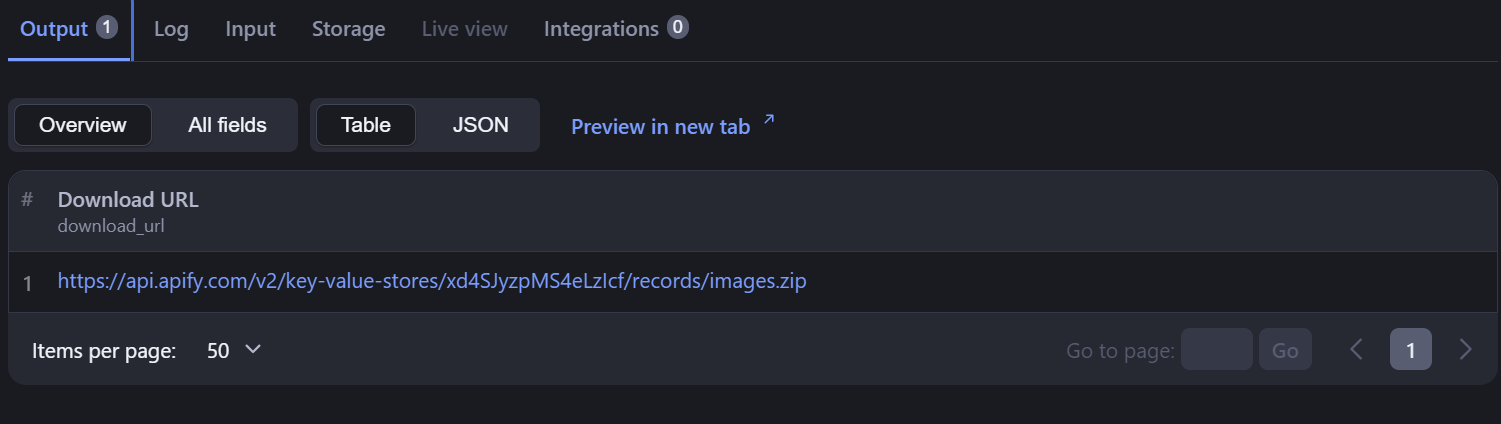 Output 1 Log Input Storage Live view Integrations 0
Overview All fields Table JSON Preview in new tab
# Download URL
download_url
1 https://api.apify.com/v2/key-value-stores/xd4SJyzpMS4eLzIcf/records/images.zip
Items per page: 50 Go to page: Go 1